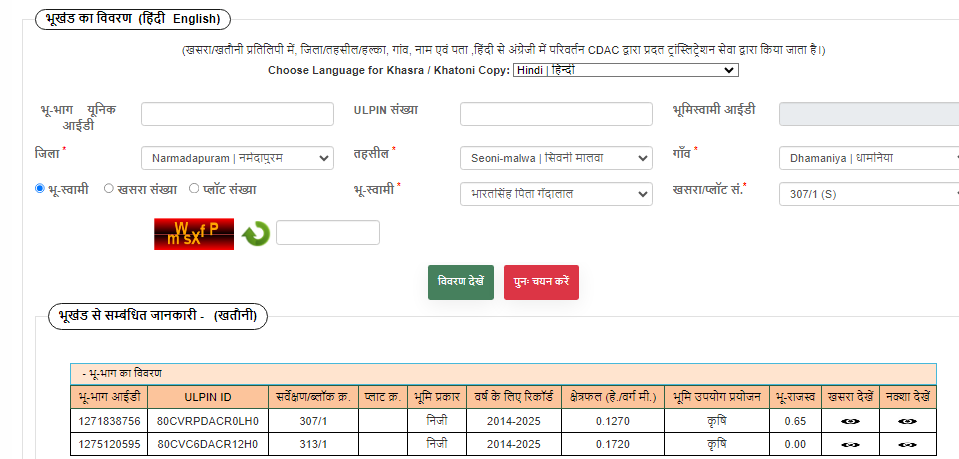 भूखंड का विवरण (हिंदी English)
(खसरा/खतौनी प्रतिलिपी में, जिला/तहसील/हल्का, गांव, नाम एवं पता ,हिंदी से अंग्रेजी में परिवर्तन CDAC द्वारा प्रदत ट्रांस्लिट्रेशन सेवा द्वारा किया जाता है।)
Choose Language for Khasra / Khatoni Copy: Hindi | हिन्दी
भू-भाग यूनिक आईडी ULPIN संख्या भूमिस्वामी आईडी
जिला * Narmadapuram | नर्मदापुरम तहसील * Seoni-malwa | सिवनी मालवा गाँव * Dhamaniya | धामनिया
भू-स्वामी खसरा संख्या प्लॉट संख्या भू-स्वामी * भारतसिंह पिता गेंदालाल खसरा/प्लॉट सं.* 307/1 (S)
W m s x f P
विवरण देखें पुनः चयन करें
भूखंड से सम्बंधित जानकारी - (खतौनी)
- भू-भाग का विवरण
भू-भाग आईडी ULPIN ID सर्वेक्षण/ब्लॉक क्र. प्लाट क्र. भूमि प्रकार वर्ष के लिए रिकॉर्ड क्षेत्रफल (हे./वर्ग मी.) भूमि उपयोग प्रयोजन भू-राजस्व खसरा देखें नक्शा देखें
1271838756 80CVRPDACR0LH0 307/1 निजी 2014-2025 0.1270 कृषि 0.65
1275120595 80CVC6DACR12H0 313/1 निजी 2014-2025 0.1720 कृषि 0.00